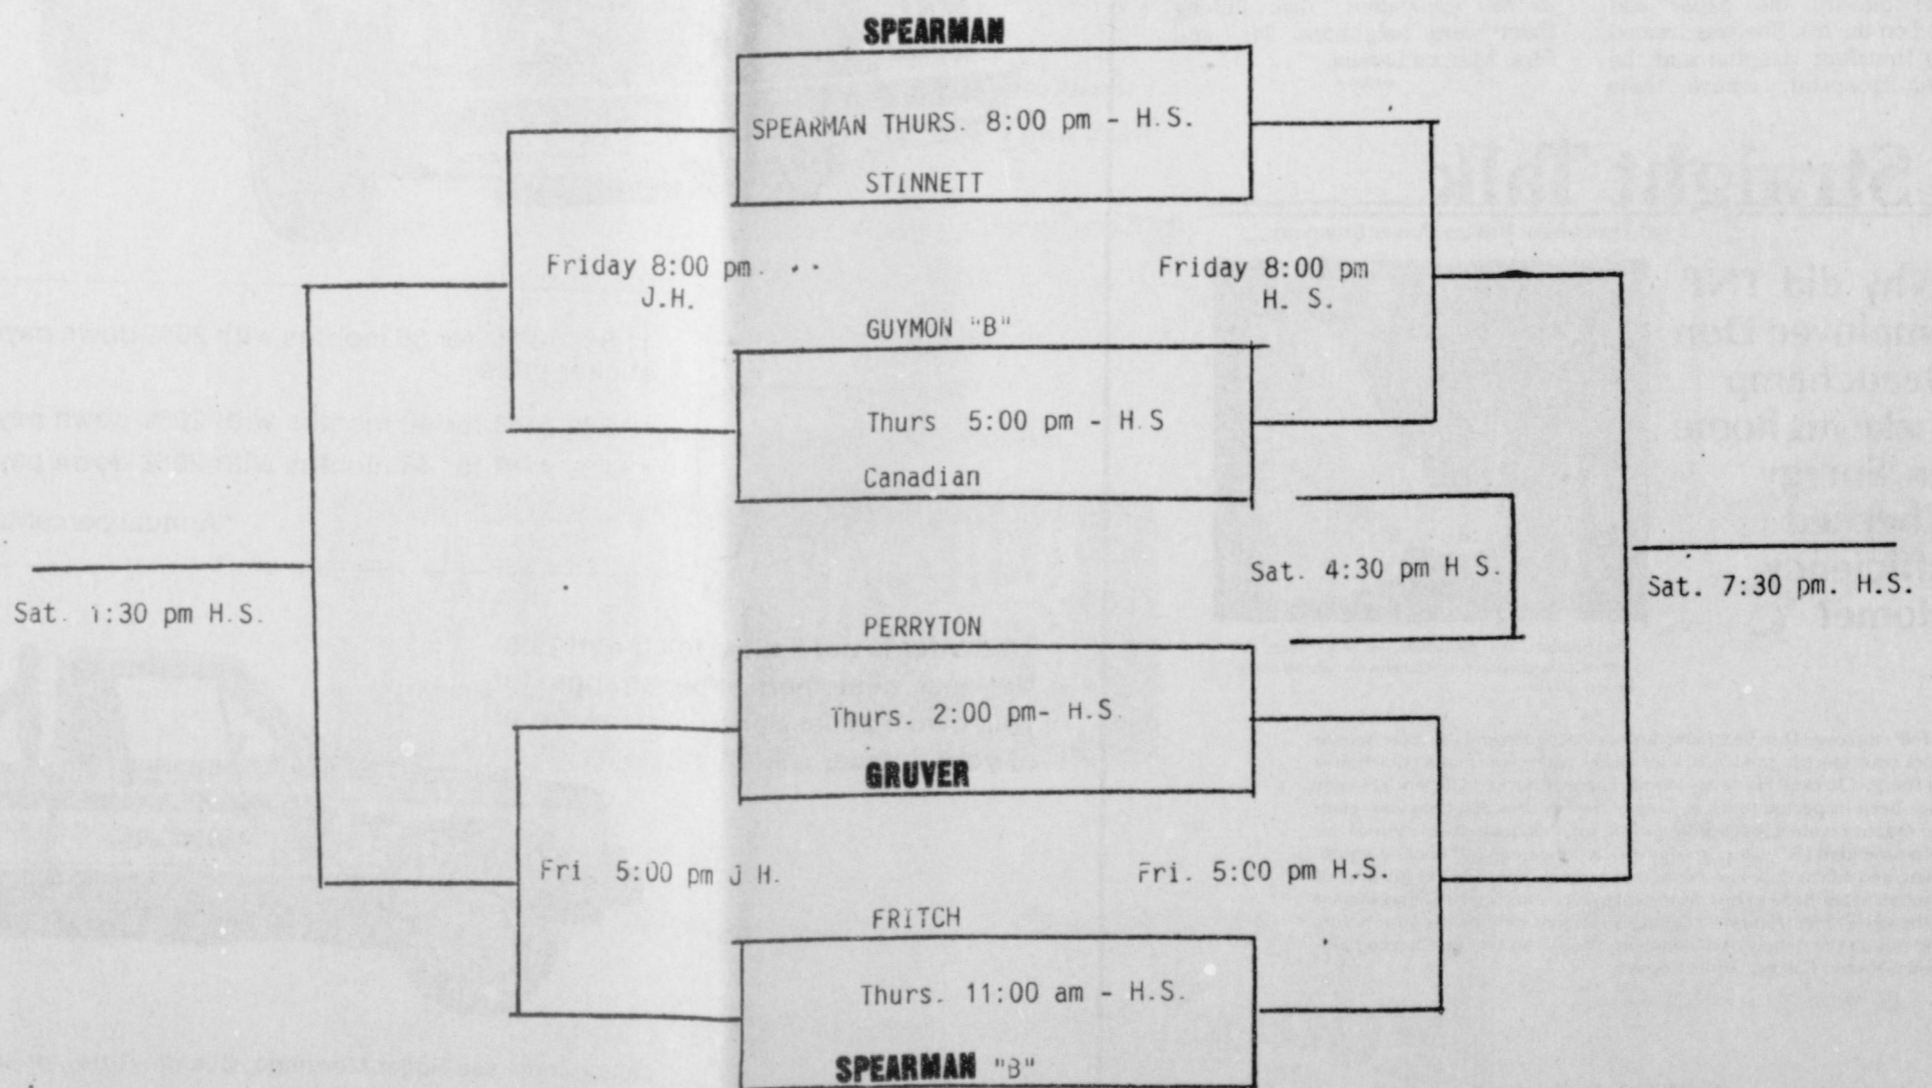 SPEARMAN
SPEARMAN THURS. 8:00 pm - H.S.
STINNETT
Friday 8:00 pm.
J.H.
Friday 8:00 pm
H. S.
GUYMON "B"
Thurs 5:00 pm - H.S
Canadian
Sat. 4:30 pm H S.
Sat. 7:30 pm. H.S.
Sat. 1:30 pm H.S.
PERRYTON
Thurs. 2:00 pm- H.S.
GRUVER
Fri 5:00 pm J H.
Fri. 5:00 pm H.S.
FRITCH
Thurs. 11:00 am - H.S.
SPEARMAN "B"